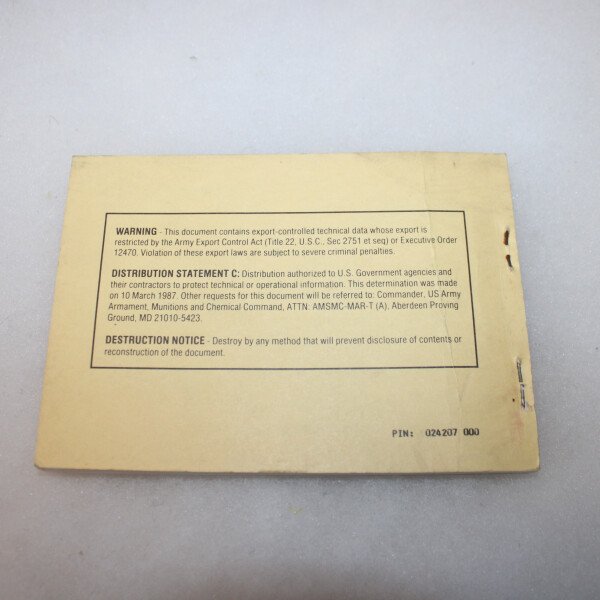 WARNING - This document contains export-controlled technical data whose export is
restricted by the Army Export Control Act (Title 22, U.S.C., Sec 2751 et seq) or Executive Order
12470. Violation of these export laws are subject to severe criminal penalties.
DISTRIBUTION STATEMENT C: Distribution authorized to U.S. Government agencies and
their contractors to protect technical or operational information. This determination was made
on 10 March 1987. Other requests for this document will be referred to: Commander, US Army
Armament, Munitions and Chemical Command, ATTN: AMSMC-MAR-T (A), Aberdeen Proving
Ground, MD 21010-5423.
DESTRUCTION NOTICE - Destroy by any method that will prevent disclosure of contents or
reconstruction of the document.
PIN: 024207 000